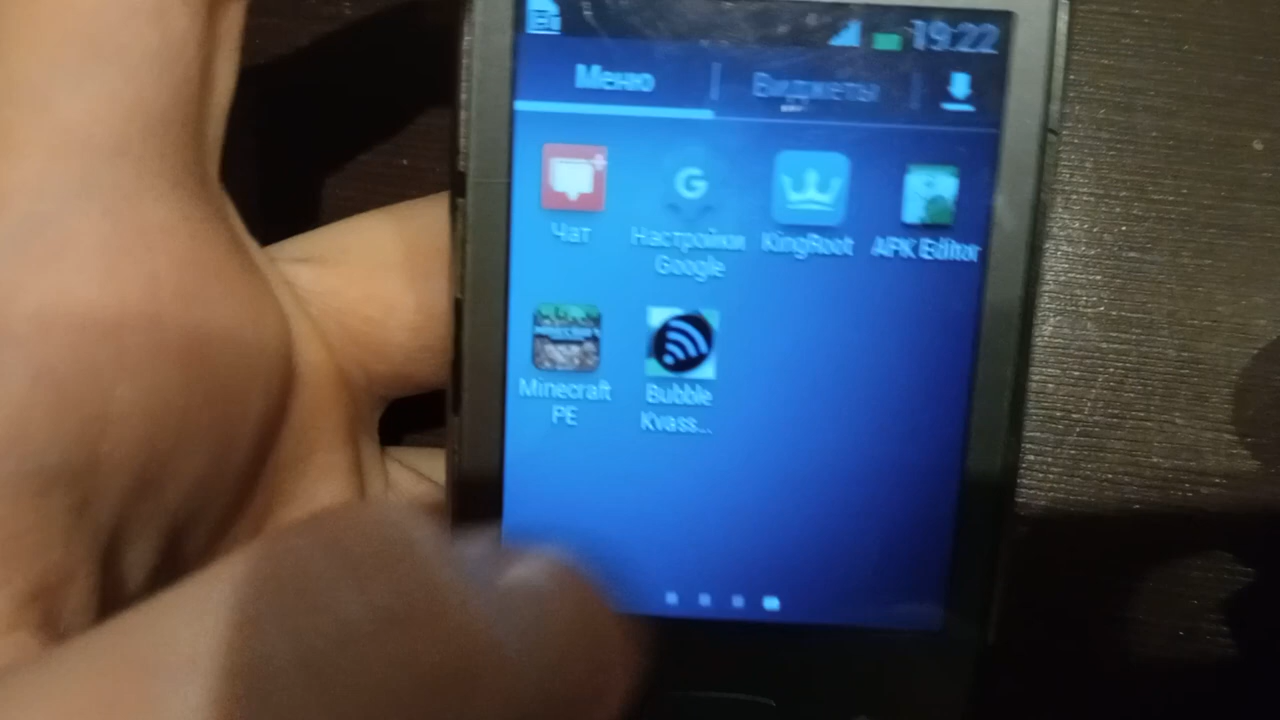 19:22
Меню
Виджеты
Чат
Настройки
Google
KingRoot
APK Editor
Minecraft
PE
Bubble
Kvass...